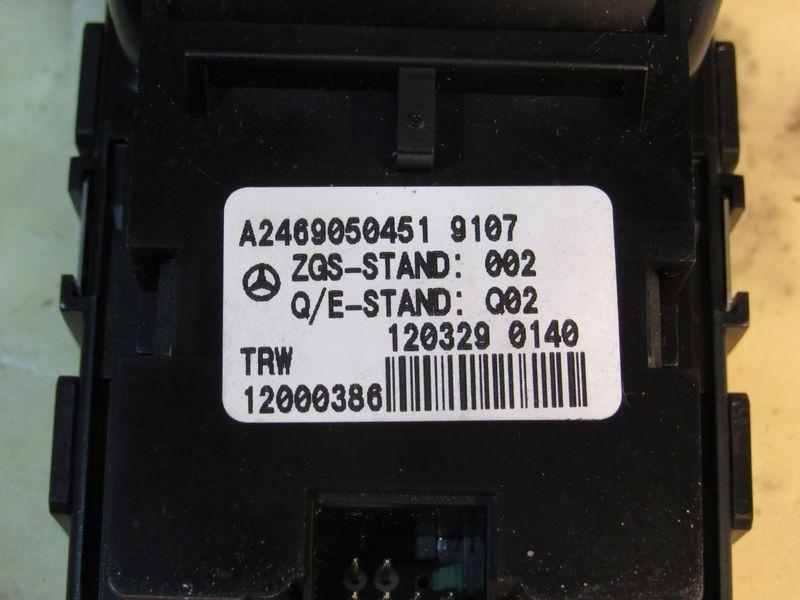 A2469050451 9107
ZGS-STAND: 002
Q/E-STAND: Q02
120329 0140
TRW
12000386